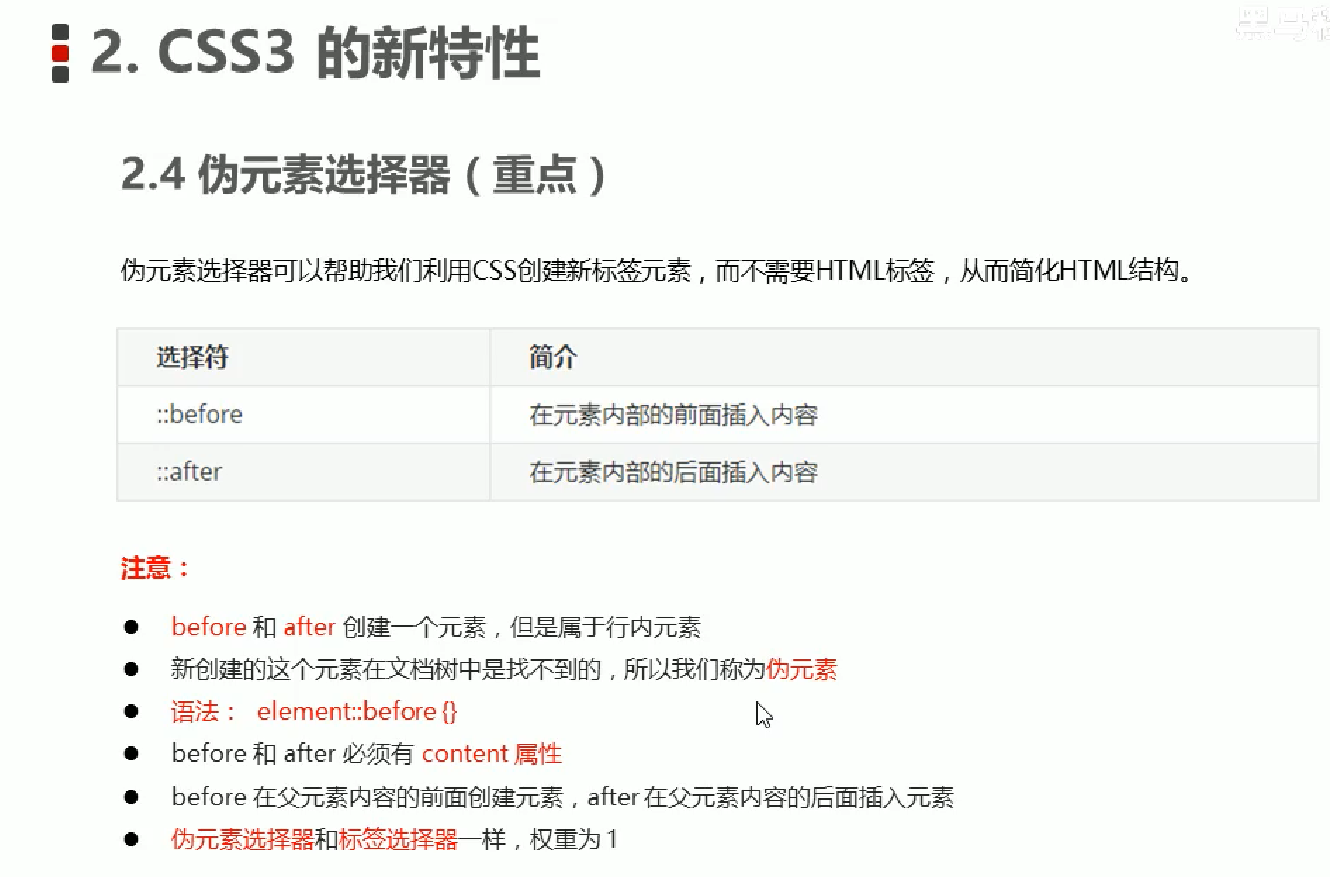 黑马程
2. CSS3 的新特性
2.4 伪元素选择器（重点）
伪元素选择器可以帮助我们利用CSS创建新标签元素，而不需要HTML标签，从而简化HTML结构。
选择符 简介
::before 在元素内部的前面插入内容
::after 在元素内部的后面插入内容
注意：
before 和 after 创建一个元素，但是属于行内元素
新创建的这个元素在文档树中是找不到的，所以我们称为伪元素
语法： element::before {}
before 和 after 必须有 content 属性
before 在父元素内容的前面创建元素，after 在父元素内容的后面插入元素
伪元素选择器和标签选择器一样，权重为 1